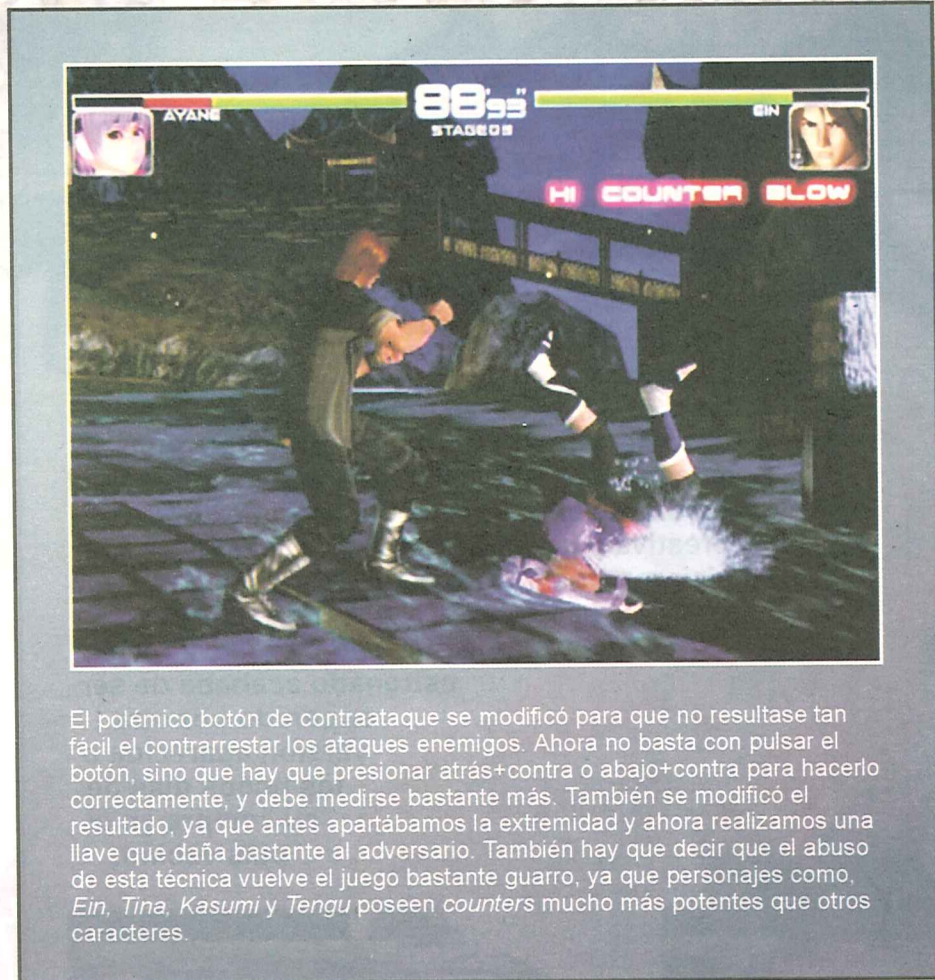 AYANE
88'93"
STAGE09
EIN
HI COUNTER BLOW
El polémico botón de contraataque se modificó para que no resultase tan
fácil el contrarrestar los ataques enemigos. Ahora no basta con pulsar el
botón, sino que hay que presionar atrás+contra o abajo+contra para hacerlo
correctamente, y debe medirse bastante más. También se modificó el
resultado, ya que antes apartábamos la extremidad y ahora realizamos una
llave que daña bastante al adversario. También hay que decir que el abuso
de esta técnica vuelve el juego bastante guarro, ya que personajes como,
Ein, Tina, Kasumi y Tengu poseen counters mucho más potentes que otros
caracteres.